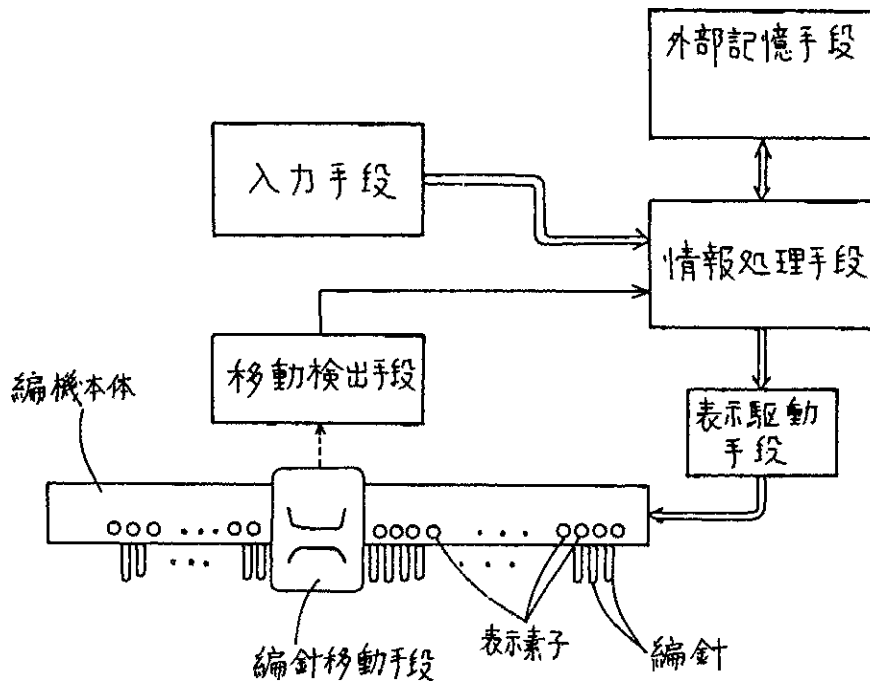 外部記憶手段
入力手段
情報処理手段
移動検出手段
編機本体
表示駆動
手段
表示素子
編針
編針移動手段